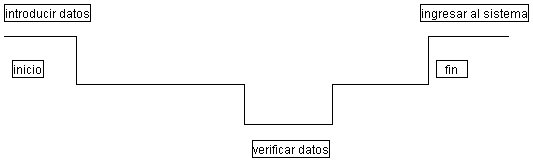 introducir datos
ingresar al sistema
inicio
fin
verificar datos